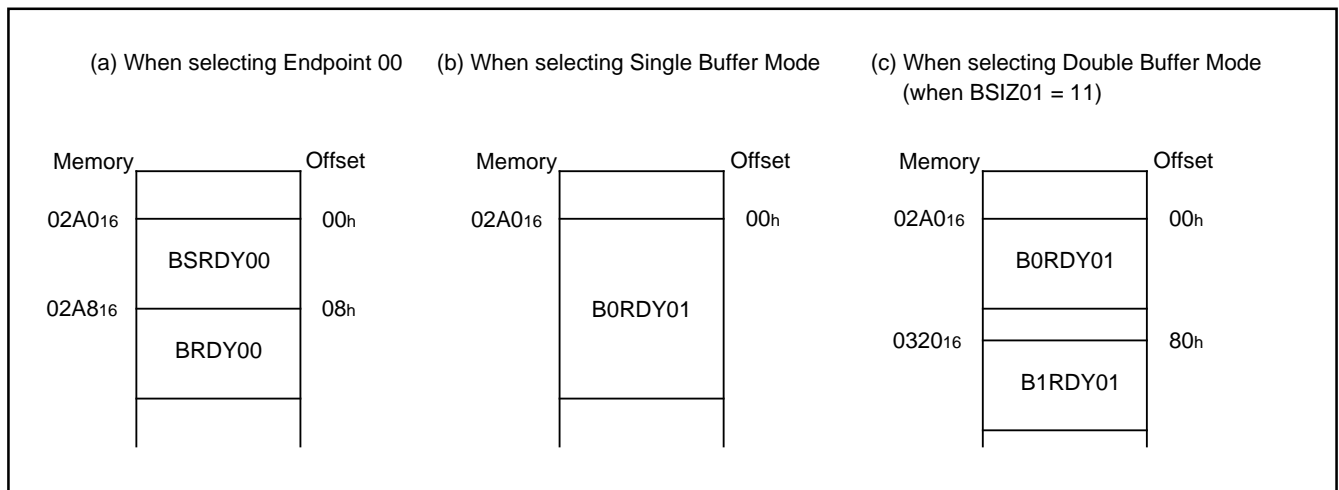 (a) When selecting Endpoint 00
Memory
Offset
02A016
00h
BSRDY00
02A816
08h
BRDY00
(b) When selecting Single Buffer Mode
Memory
Offset
02A016
00h
B0RDY01
(c) When selecting Double Buffer Mode
(when BSIZ01 = 11)
Memory
Offset
02A016
00h
B0RDY01
032016
80h
B1RDY01